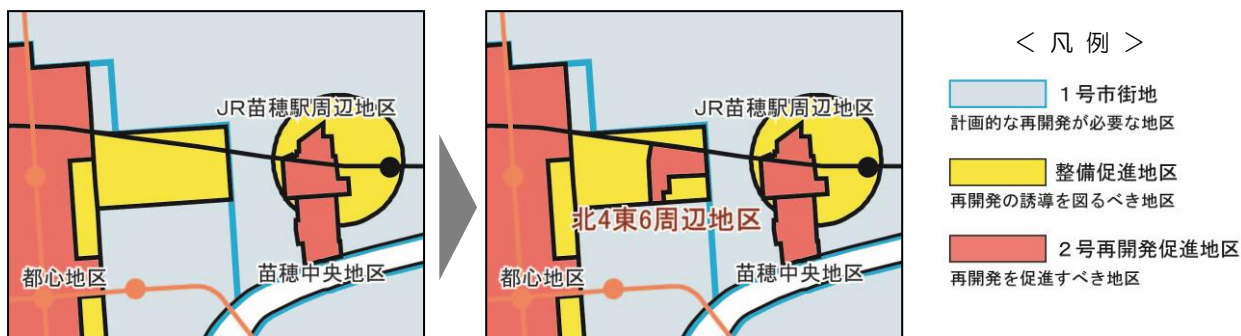 JR苗穂駅周辺地区
都心地区
苗穂中央地区
JR苗穂駅周辺地区
北4東6周辺地区
都心地区
苗穂中央地区
＜ 凡 例 ＞
１号市街地
計画的な再開発が必要な地区
整備促進地区
再開発の誘導を図るべき地区
２号再開発促進地区
再開発を促進すべき地区